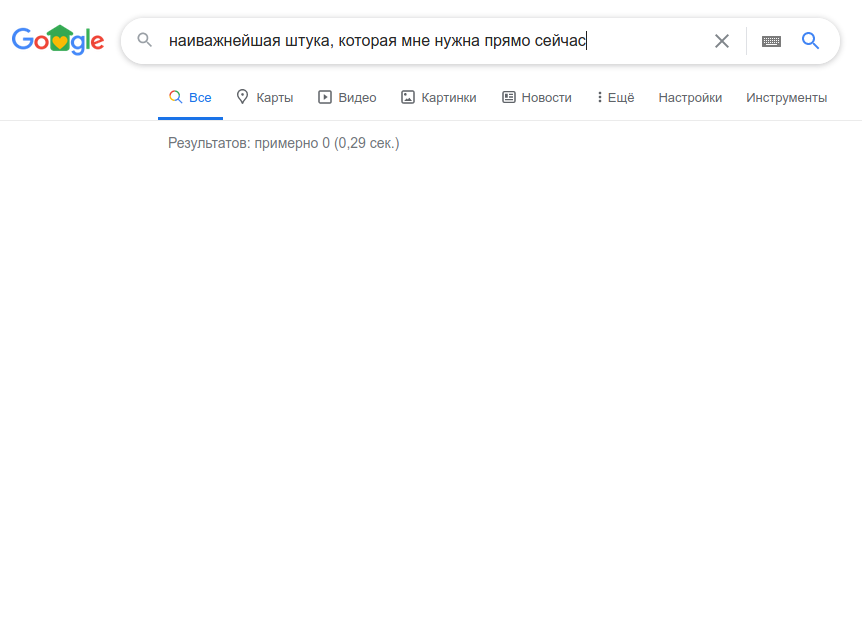 Google
наиважнейшая штука, которая мне нужна прямо сейчас
Все Карты Видео Картинки Новости Ещё Настройки Инструменты
Результатов: примерно 0 (0,29 сек.)